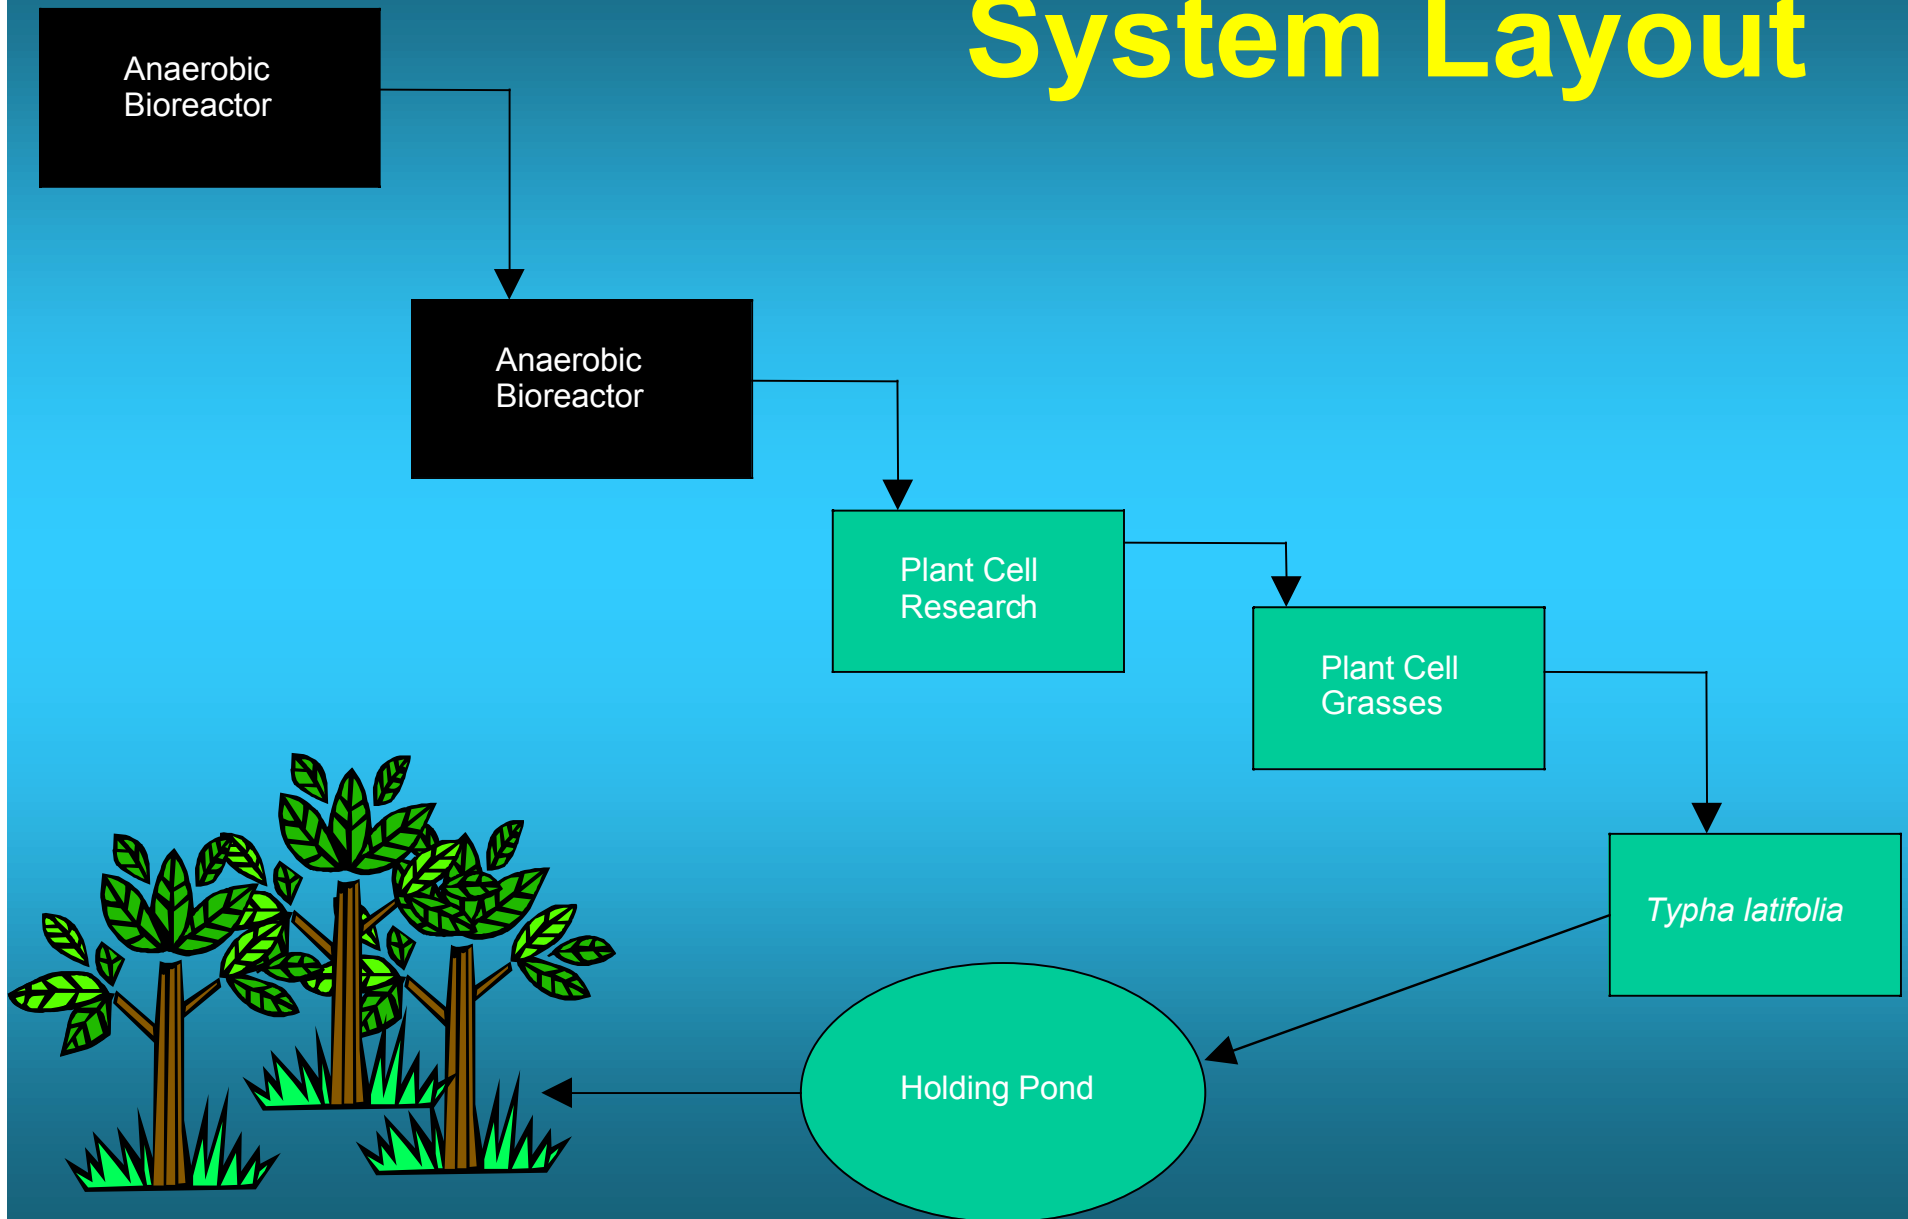 System Layout
Anaerobic
Bioreactor
Anaerobic
Bioreactor
Plant Cell
Research
Plant Cell
Grasses
Typha latifolia
Holding Pond